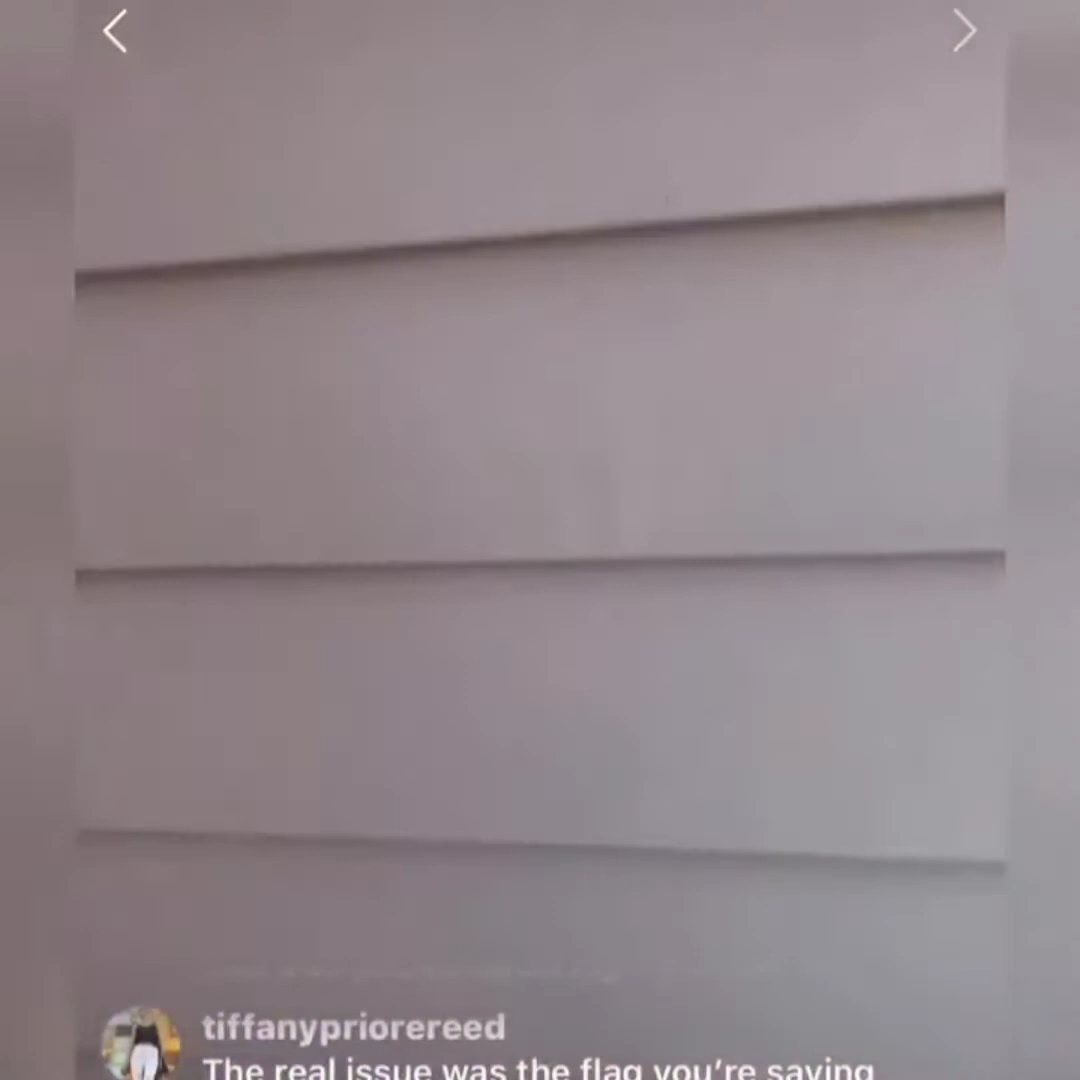 tiffanypriorereed
The real issue was the flag you're saying